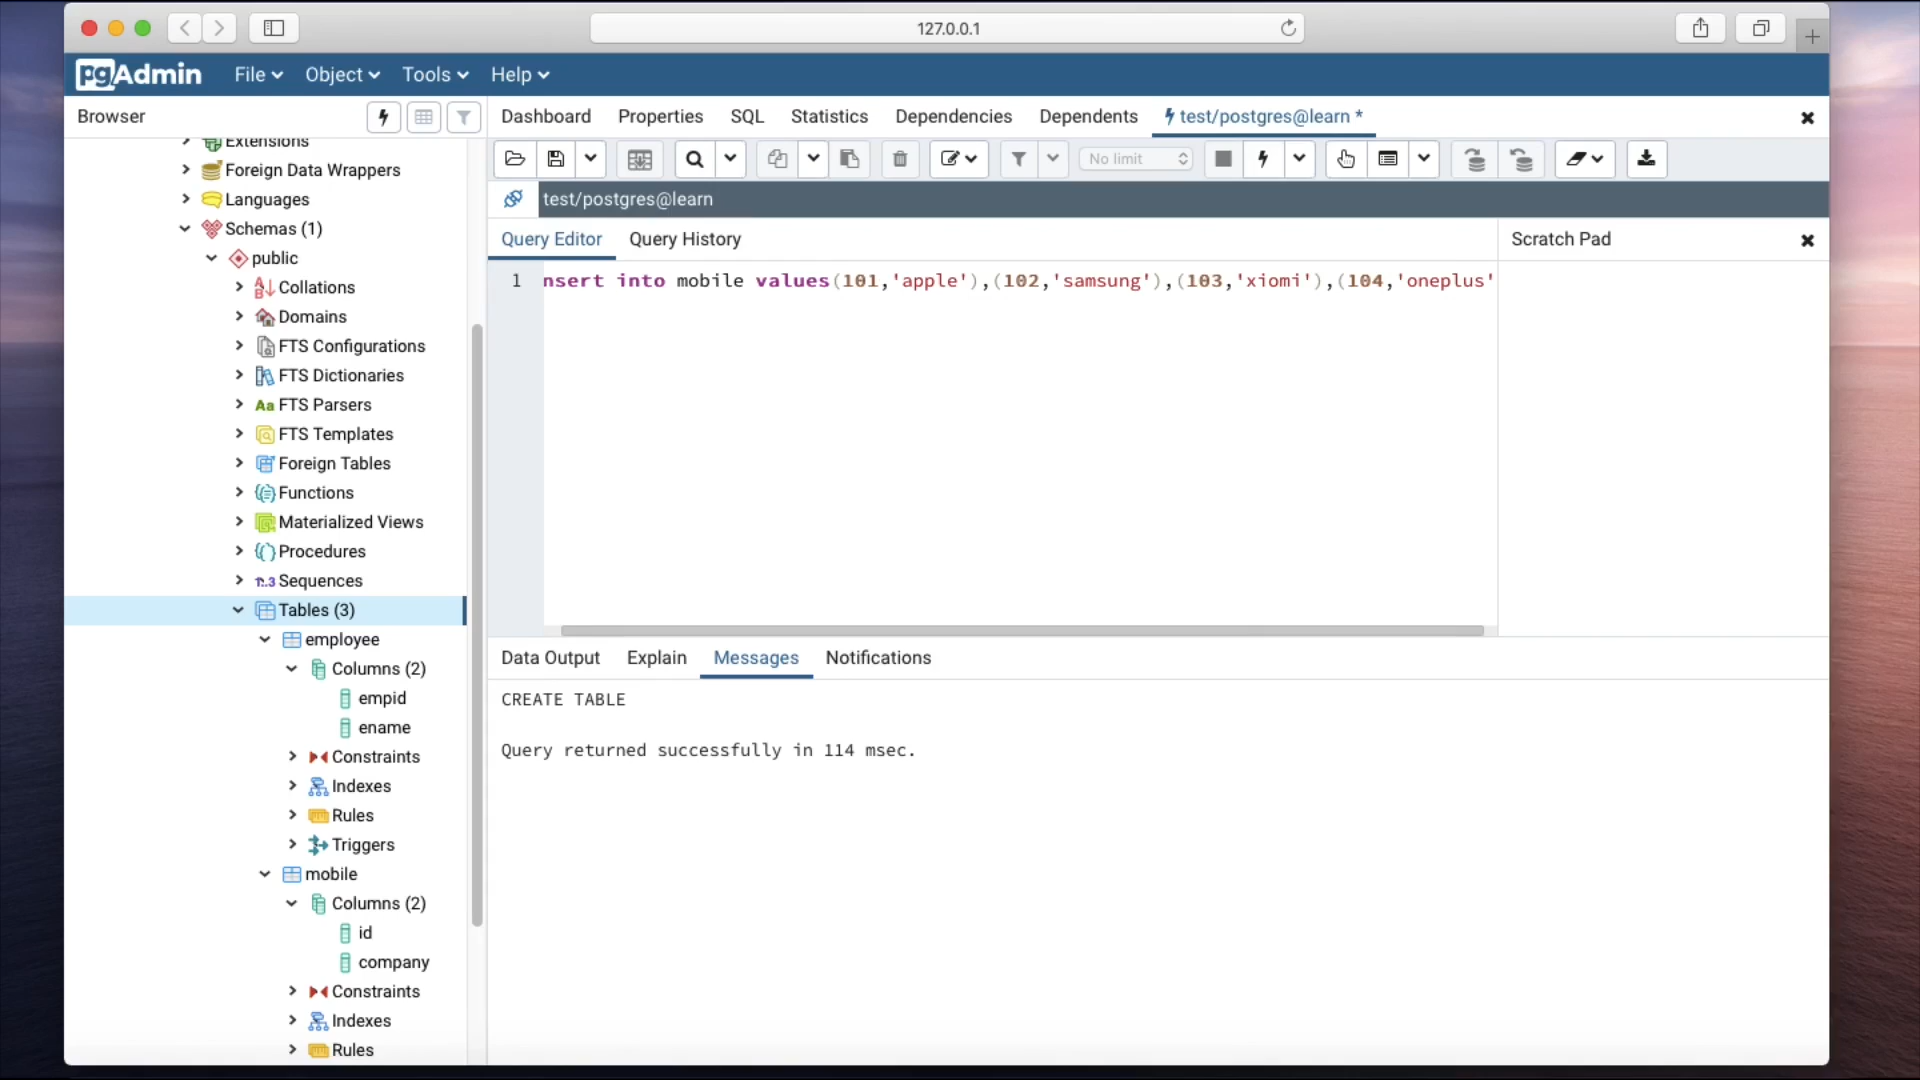 127.0.0.1
pgAdmin File Object Tools Help
Browser
Dashboard Properties SQL Statistics Dependencies Dependents test/postgres@learn *
Extensions
Foreign Data Wrappers
Languages
Schemas (1)
public
Collations
Domains
FTS Configurations
FTS Dictionaries
Aa FTS Parsers
FTS Templates
Foreign Tables
Functions
Materialized Views
Procedures
1..3 Sequences
Tables (3)
employee
Columns (2)
empid
ename
Constraints
Indexes
Rules
Triggers
mobile
Columns (2)
id
company
Constraints
Indexes
Rules
No limit
test/postgres@learn
Query Editor Query History
Scratch Pad
1 nsert into mobile values(101,'apple'),(102,'samsung'),(103,'xiomi'),(104,'oneplus'
Data Output Explain Messages Notifications
CREATE TABLE
Query returned successfully in 114 msec.